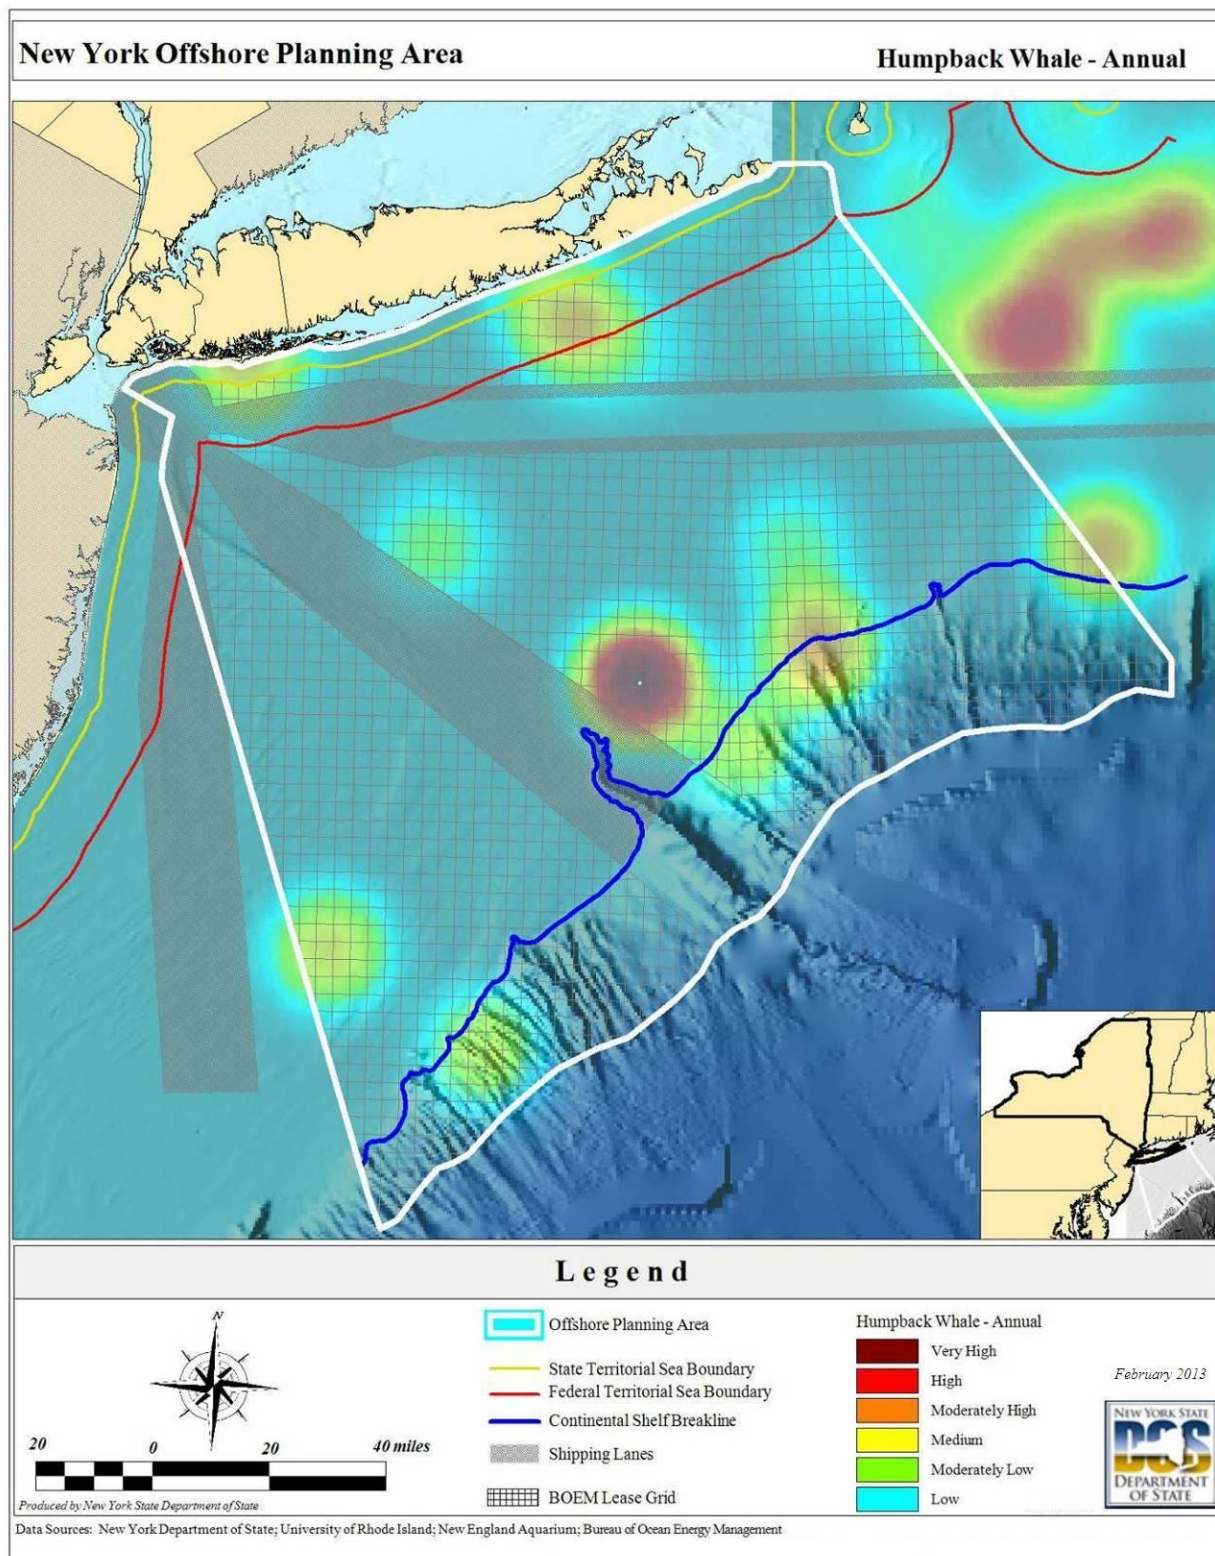 New York Offshore Planning Area
Humpback Whale - Annual
Legend
N
20 0 20 40 miles
Produced by New York State Department of State
Offshore Planning Area
State Territorial Sea Boundary
Federal Territorial Sea Boundary
Continental Shelf Breakline
Shipping Lanes
BOEM Lease Grid
Humpback Whale - Annual
Very High
High
Moderately High
Medium
Moderately Low
Low
February 2013
NEW YORK STATE
DOS
DEPARTMENT
OF STATE
Data Sources: New York Department of State; University of Rhode Island; New England Aquarium; Bureau of Ocean Energy Management